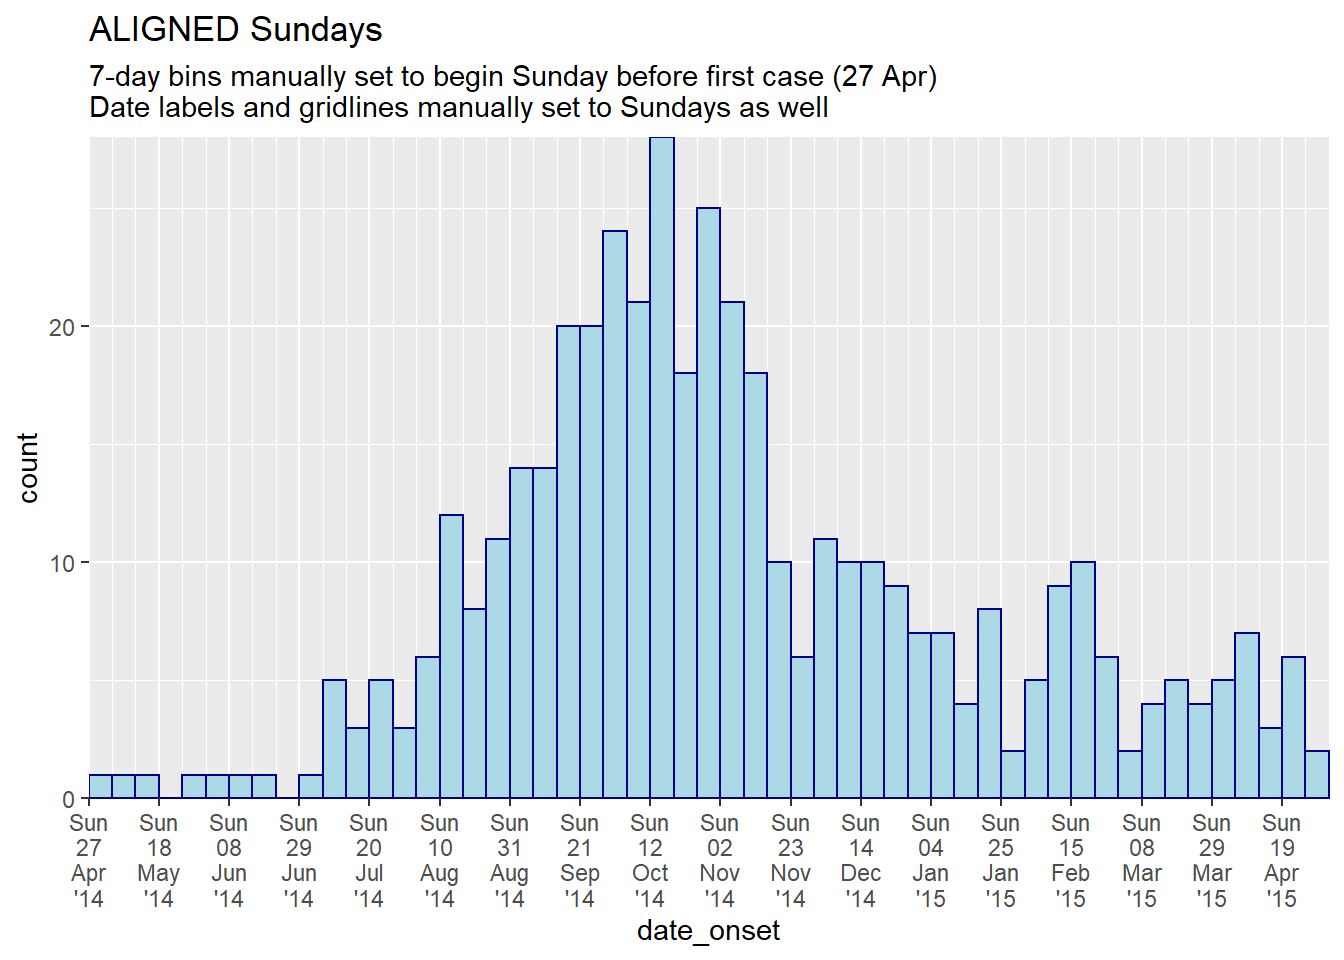 ALIGNED Sundays
7-day bins manually set to begin Sunday before first case (27 Apr)
Date labels and gridlines manually set to Sundays as well
count
20
10
0
Sun Sun Sun Sun Sun Sun Sun Sun Sun Sun Sun Sun Sun Sun Sun Sun Sun Sun
27 18 08 29 20 10 31 21 12 02 23 14 04 25 15 08 29 19
Apr May Jun Jun Jul Aug Aug Sep Oct Nov Nov Dec Jan Jan Feb Mar Mar Apr
'14 '14 '14 '14 '14 '14 '14 '14 '14 '14 '14 '14 '15 '15 '15 '15 '15 '15
date_onset